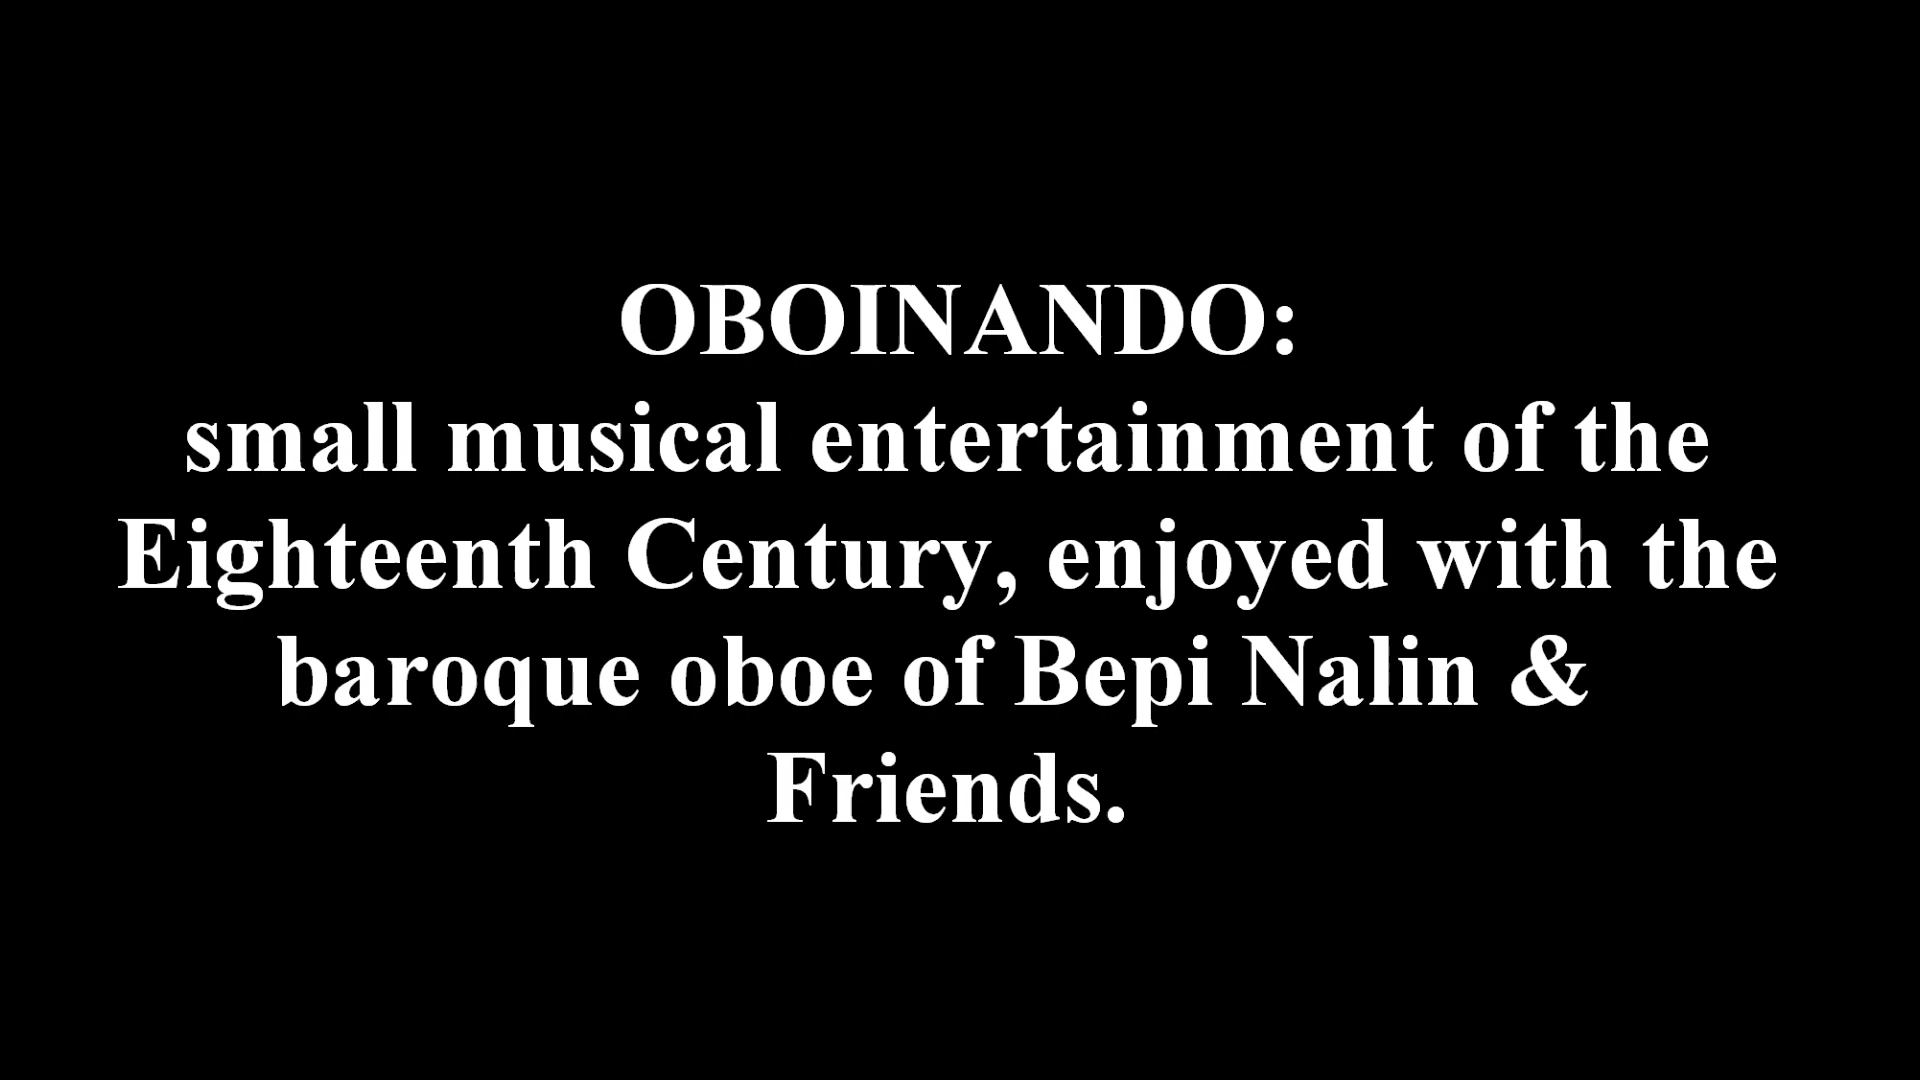 OBOINANDO:
small musical entertainment of the
Eighteenth Century, enjoyed with the
baroque oboe of Bepi Nalin &
Friends.